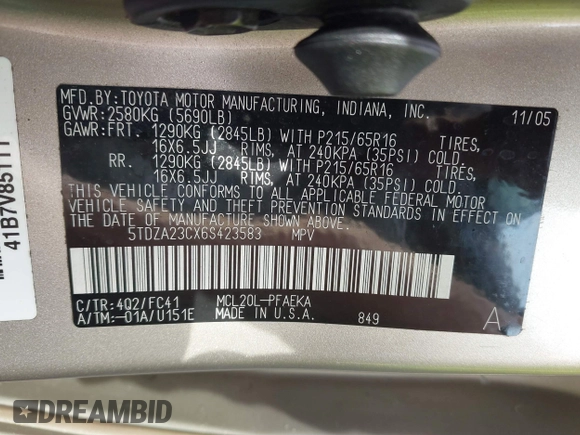 MFD.BY:TOYOTA MOTOR MANUFACTURING, INDIANA, INC. 11/05
GVWR:2580KG (5690LB)
GAWR:FRT. 1290KG (2845LB) WITH P215/65R16 TIRES,
16X6.5JJ RIMS, AT 240KPA (35PSI) COLD.
RR. 1290KG (2845LB) WITH P215/65R16 TIRES,
16X6.5JJ RIMS, AT 240KPA (35PSI) COLD.
THIS VEHICLE CONFORMS TO ALL APPLICABLE FEDERAL MOTOR
VEHICLE SAFETY AND THEFT PREVENTION STANDARDS IN EFFECT ON
THE DATE OF MANUFACTURE SHOWN ABOVE.
5TDZA23CX6S423583 MPV
C/TR:4Q2/FC41 MCL20L-PFAEKA
A/TM:-01A/U151E MADE IN U.S.A. 849 A
DREAMBID